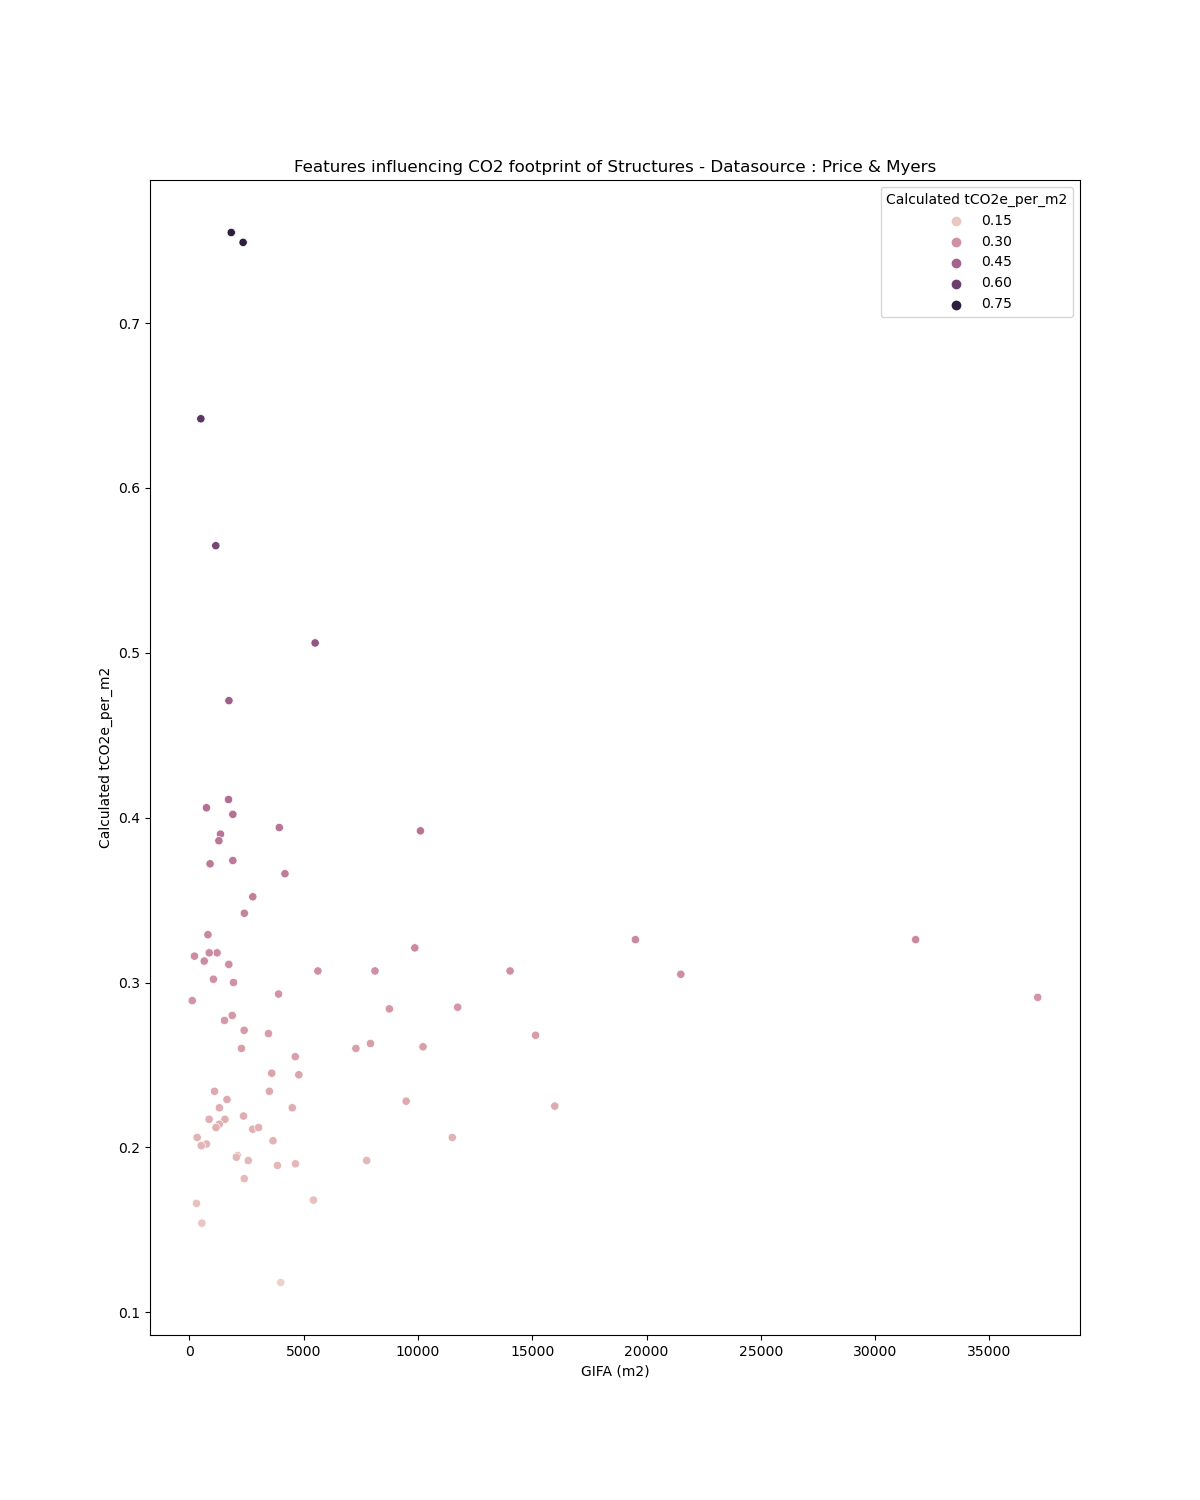 Features influencing CO2 footprint of Structures - Datasource : Price & Myers
Calculated tCO2e_per_m2
0.15
0.30
0.45
0.60
0.75
0.7
0.6
0.5
0.4
0.3
0.2
0.1
Calculated tCO2e_per_m2
0 5000 10000 15000 20000 25000 30000 35000
GIFA (m2)